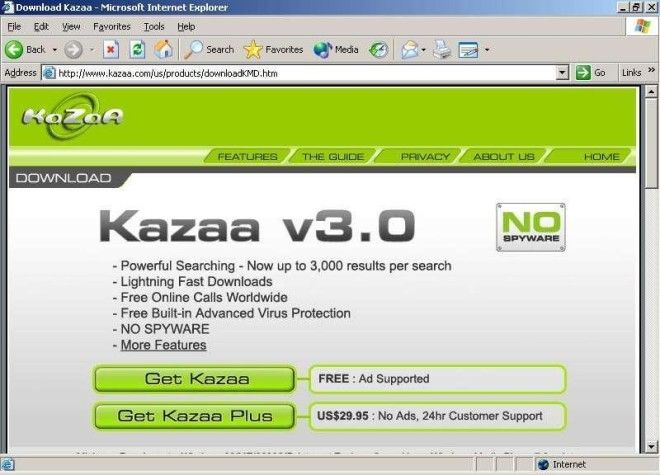 Download Kazaa - Microsoft Internet Explorer
File Edit View Favorites Tools Help
Back Search Favorites Media
Address http://www.kazaa.com/us/products/downloadKMD.htm Go Links »
KaZaA
FEATURES THE GUIDE PRIVACY ABOUT US HOME
DOWNLOAD
Kazaa v3.0
NO
SPYWARE
- Powerful Searching - Now up to 3,000 results per search
- Lightning Fast Downloads
- Free Online Calls Worldwide
- Free Built-in Advanced Virus Protection
- NO SPYWARE
- More Features
Get Kazaa FREE : Ad Supported
Get Kazaa Plus US$29.95 : No Ads, 24hr Customer Support
Internet